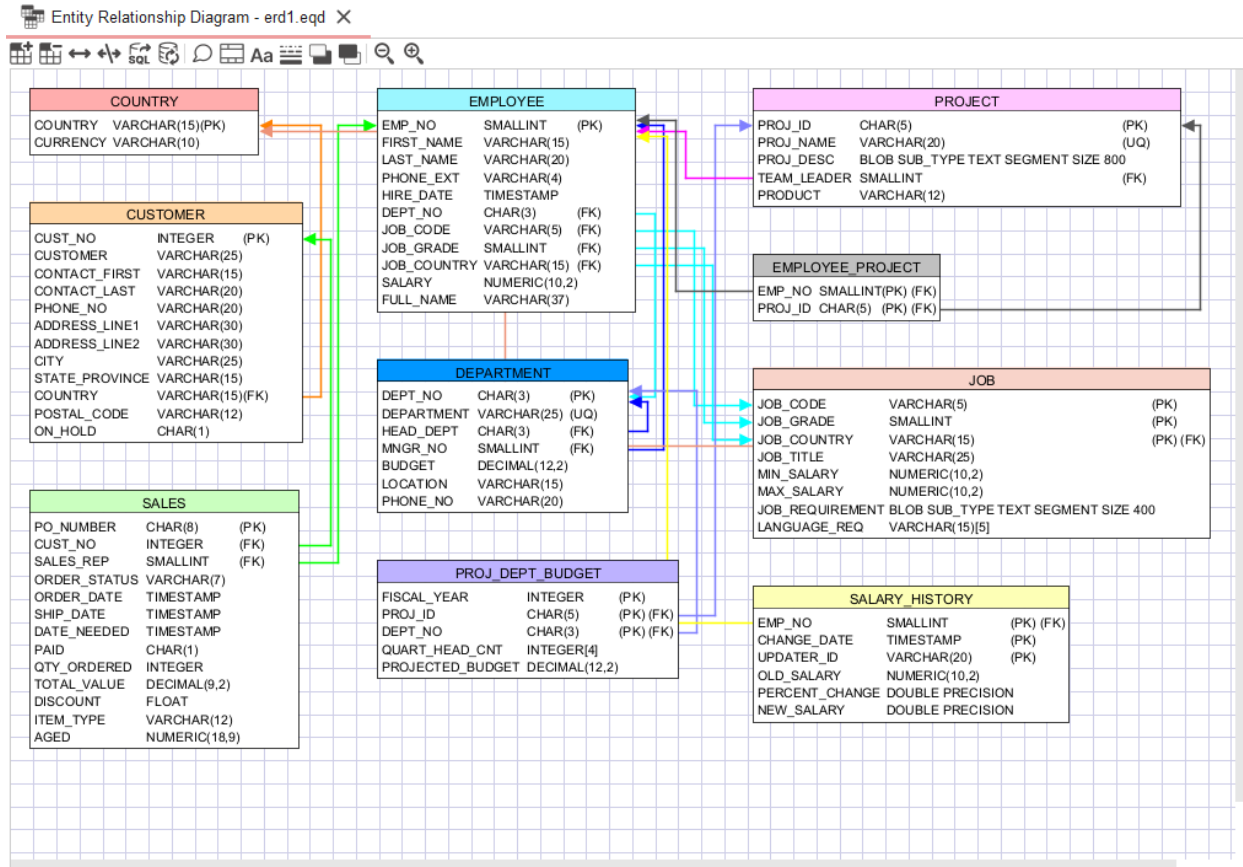 Entity Relationship Diagram - erd1.eqd
SQL Aa
COUNTRY
COUNTRY VARCHAR(15)(PK)
CURRENCY VARCHAR(10)
CUSTOMER
CUST_NO INTEGER (PK)
CUSTOMER VARCHAR(25)
CONTACT_FIRST VARCHAR(15)
CONTACT_LAST VARCHAR(20)
PHONE_NO VARCHAR(20)
ADDRESS_LINE1 VARCHAR(30)
ADDRESS_LINE2 VARCHAR(30)
CITY VARCHAR(25)
STATE_PROVINCE VARCHAR(15)
COUNTRY VARCHAR(15)(FK)
POSTAL_CODE VARCHAR(12)
ON_HOLD CHAR(1)
SALES
PO_NUMBER CHAR(8) (PK)
CUST_NO INTEGER (FK)
SALES_REP SMALLINT (FK)
ORDER_STATUS VARCHAR(7)
ORDER_DATE TIMESTAMP
SHIP_DATE TIMESTAMP
DATE_NEEDED TIMESTAMP
PAID CHAR(1)
QTY_ORDERED INTEGER
TOTAL_VALUE DECIMAL(9,2)
DISCOUNT FLOAT
ITEM_TYPE VARCHAR(12)
AGED NUMERIC(18,9)
EMPLOYEE
EMP_NO SMALLINT (PK)
FIRST_NAME VARCHAR(15)
LAST_NAME VARCHAR(20)
PHONE_EXT VARCHAR(4)
HIRE_DATE TIMESTAMP
DEPT_NO CHAR(3) (FK)
JOB_CODE VARCHAR(5) (FK)
JOB_GRADE SMALLINT (FK)
JOB_COUNTRY VARCHAR(15) (FK)
SALARY NUMERIC(10,2)
FULL_NAME VARCHAR(37)
DEPARTMENT
DEPT_NO CHAR(3) (PK)
DEPARTMENT VARCHAR(25) (UQ)
HEAD_DEPT CHAR(3) (FK)
MNGR_NO SMALLINT (FK)
BUDGET DECIMAL(12,2)
LOCATION VARCHAR(15)
PHONE_NO VARCHAR(20)
PROJ_DEPT_BUDGET
FISCAL_YEAR INTEGER (PK)
PROJ_ID CHAR(5) (PK)(FK)
DEPT_NO CHAR(3) (PK)(FK)
QUART_HEAD_CNT INTEGER[4]
PROJECTED_BUDGET DECIMAL(12,2)
PROJECT
PROJ_ID CHAR(5) (PK)
PROJ_NAME VARCHAR(20) (UQ)
PROJ_DESC BLOB SUB_TYPE TEXT SEGMENT SIZE 800
TEAM_LEADER SMALLINT (FK)
PRODUCT VARCHAR(12)
EMPLOYEE_PROJECT
EMP_NO SMALLINT(PK) (FK)
PROJ_ID CHAR(5) (PK) (FK)
JOB
JOB_CODE VARCHAR(5) (PK)
JOB_GRADE SMALLINT (PK)
JOB_COUNTRY VARCHAR(15) (PK) (FK)
JOB_TITLE VARCHAR(25)
MIN_SALARY NUMERIC(10,2)
MAX_SALARY NUMERIC(10,2)
JOB_REQUIREMENT BLOB SUB_TYPE TEXT SEGMENT SIZE 400
LANGUAGE_REQ VARCHAR(15)[5]
SALARY_HISTORY
EMP_NO SMALLINT (PK) (FK)
CHANGE_DATE TIMESTAMP (PK)
UPDATER_ID VARCHAR(20) (PK)
OLD_SALARY NUMERIC(10,2)
PERCENT_CHANGE DOUBLE PRECISION
NEW_SALARY DOUBLE PRECISION